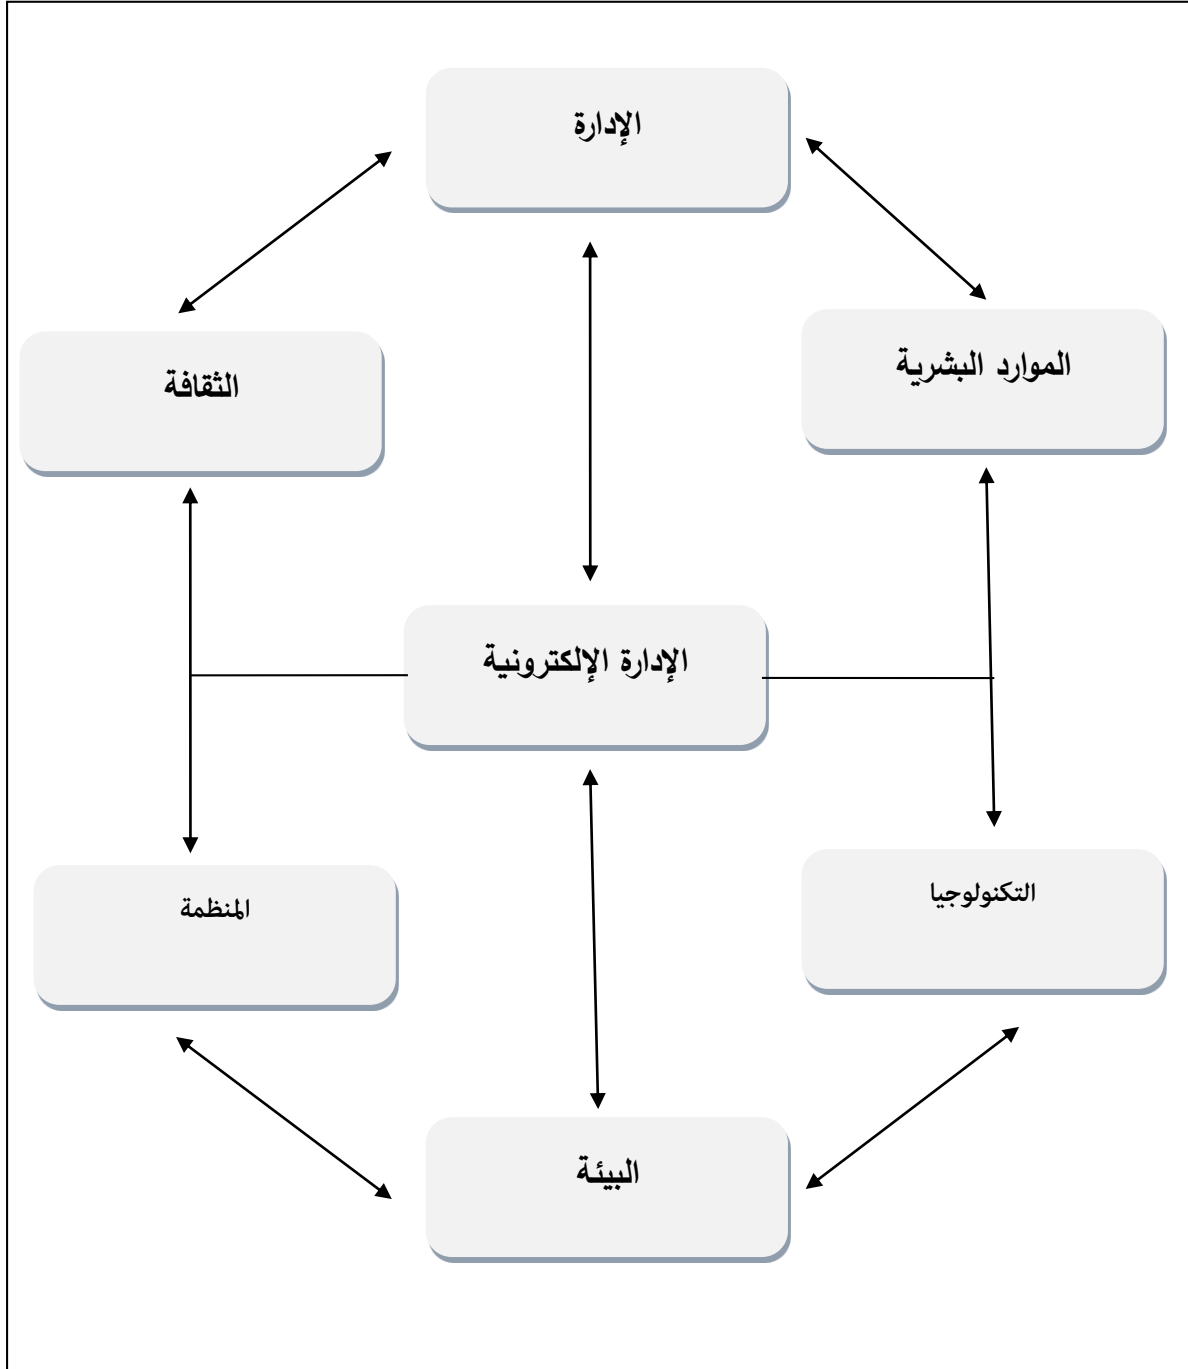 الإدارة
الموارد البشرية
الثقافة
الإدارة الإلكترونية
التكنولوجيا
المنظمة
البيئة